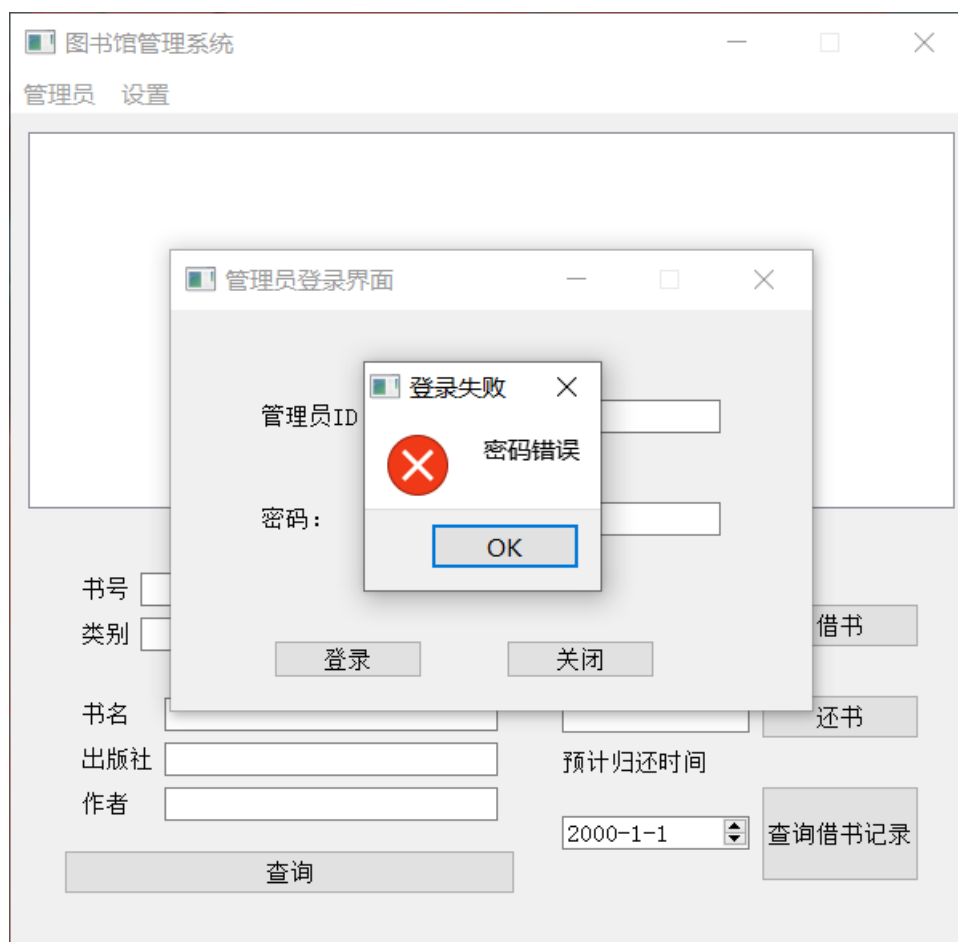 图书馆管理系统
管理员 设置
管理员登录界面
登录失败
管理员ID
密码错误
密码：
OK
书号
类别
借书
登录 关闭
书名
还书
出版社
预计归还时间
作者
2000-1-1
查询借书记录
查询